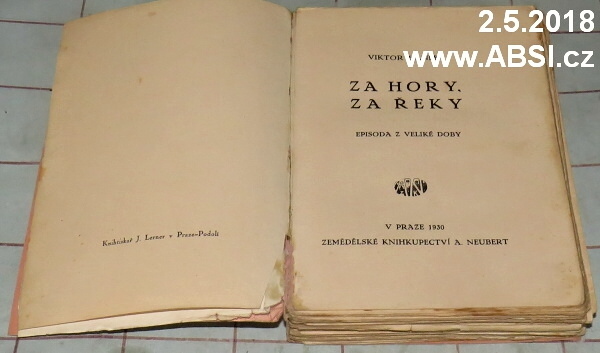 Knihtiskař J. Lerner v Praze-Podolí
2.5.2018
www.ABSI.cz
VIKTOR
ZA HORY,
ZA ŘEKY
EPISODA Z VELIKÉ DOBY
V PRAZE 1930
ZEMĚDĚLSKÉ KNIHKUPECTVÍ A. NEUBERT